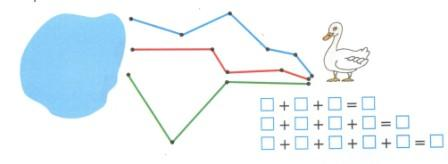 □ + □ + □ = □
□ + □ + □ + □ = □
□ + □ + □ + □ + □ = □